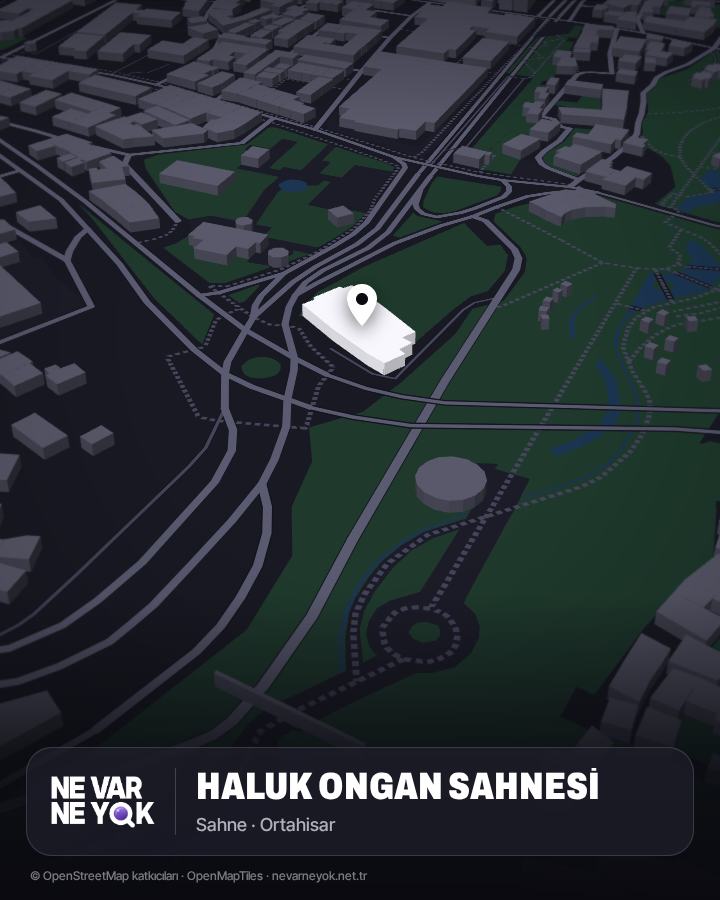 NE VAR
NE YOK
HALUK ONGAN SAHNESİ
Sahne · Ortahisar
© OpenStreetMap katkıcıları · OpenMapTiles · nevarneyok.net.tr